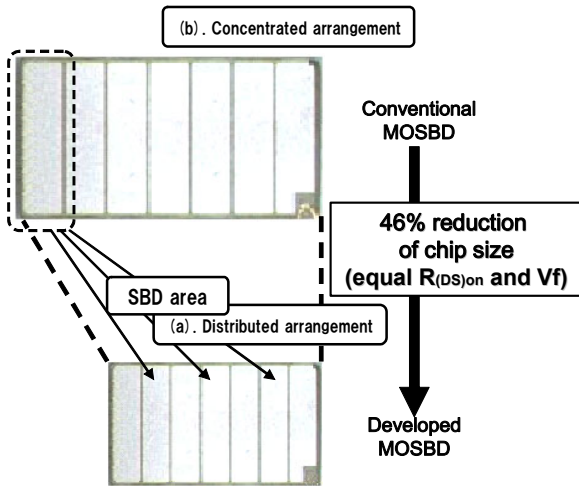 (b). Concentrated arrangement
Conventional
MOSBD
46% reduction
of chip size
(equal R(DS)on and Vf)
SBD area
(a). Distributed arrangement
Developed
MOSBD